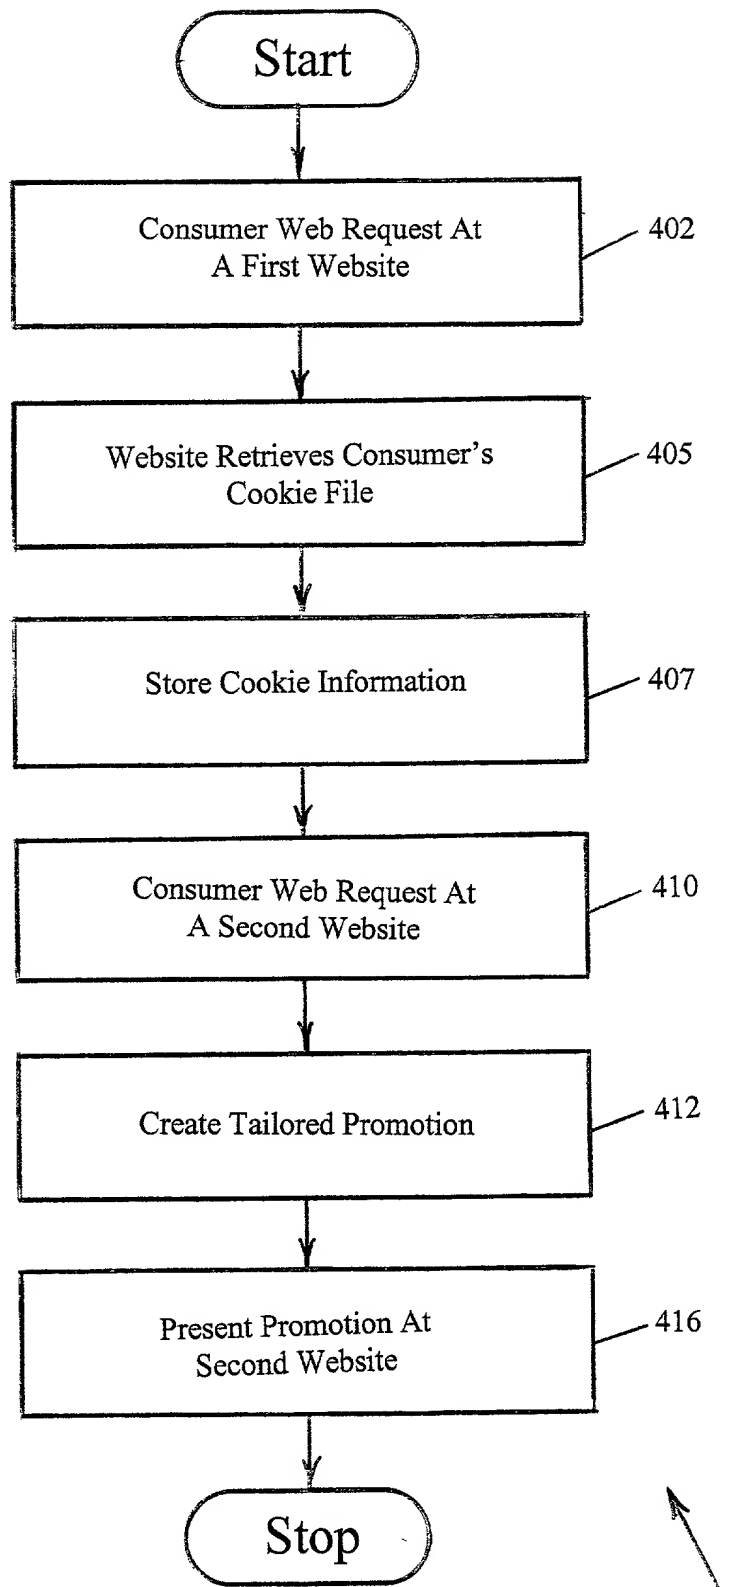 Start
Consumer Web Request At
A First Website
402
Website Retrieves Consumer's
Cookie File
405
Store Cookie Information
407
Consumer Web Request At
A Second Website
410
Create Tailored Promotion
412
Present Promotion At
Second Website
416
Stop